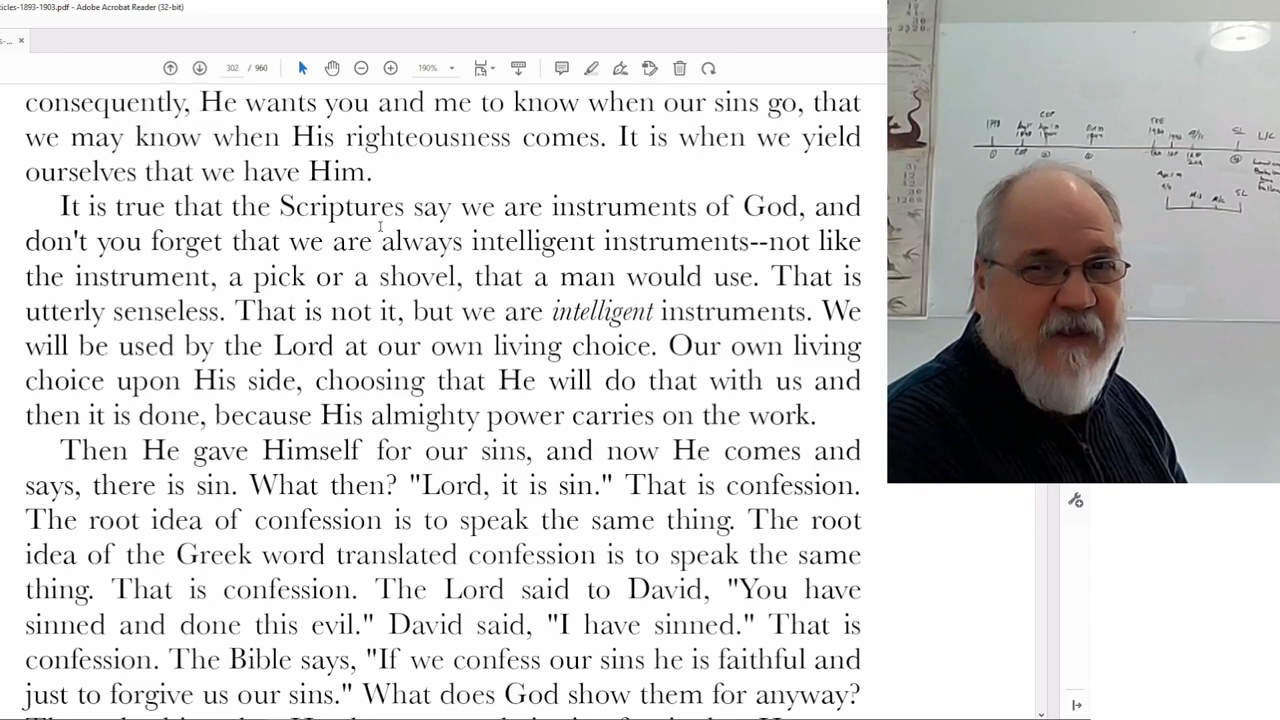 ticles-1893-1903.pdf - Adobe Acrobat Reader (32-bit)
s-... ×
302 / 960
190%
consequently, He wants you and me to know when our sins go, that
we may know when His righteousness comes. It is when we yield
ourselves that we have Him.
It is true that the Scriptures say we are instruments of God, and
don't you forget that we are always intelligent instruments--not like
the instrument, a pick or a shovel, that a man would use. That is
utterly senseless. That is not it, but we are intelligent instruments. We
will be used by the Lord at our own living choice. Our own living
choice upon His side, choosing that He will do that with us and
then it is done, because His almighty power carries on the work.
Then He gave Himself for our sins, and now He comes and
says, there is sin. What then? "Lord, it is sin." That is confession.
The root idea of confession is to speak the same thing. The root
idea of the Greek word translated confession is to speak the same
thing. That is confession. The Lord said to David, "You have
sinned and done this evil." David said, "I have sinned." That is
confession. The Bible says, "If we confess our sins he is faithful and
just to forgive us our sins." What does God show them for anyway?